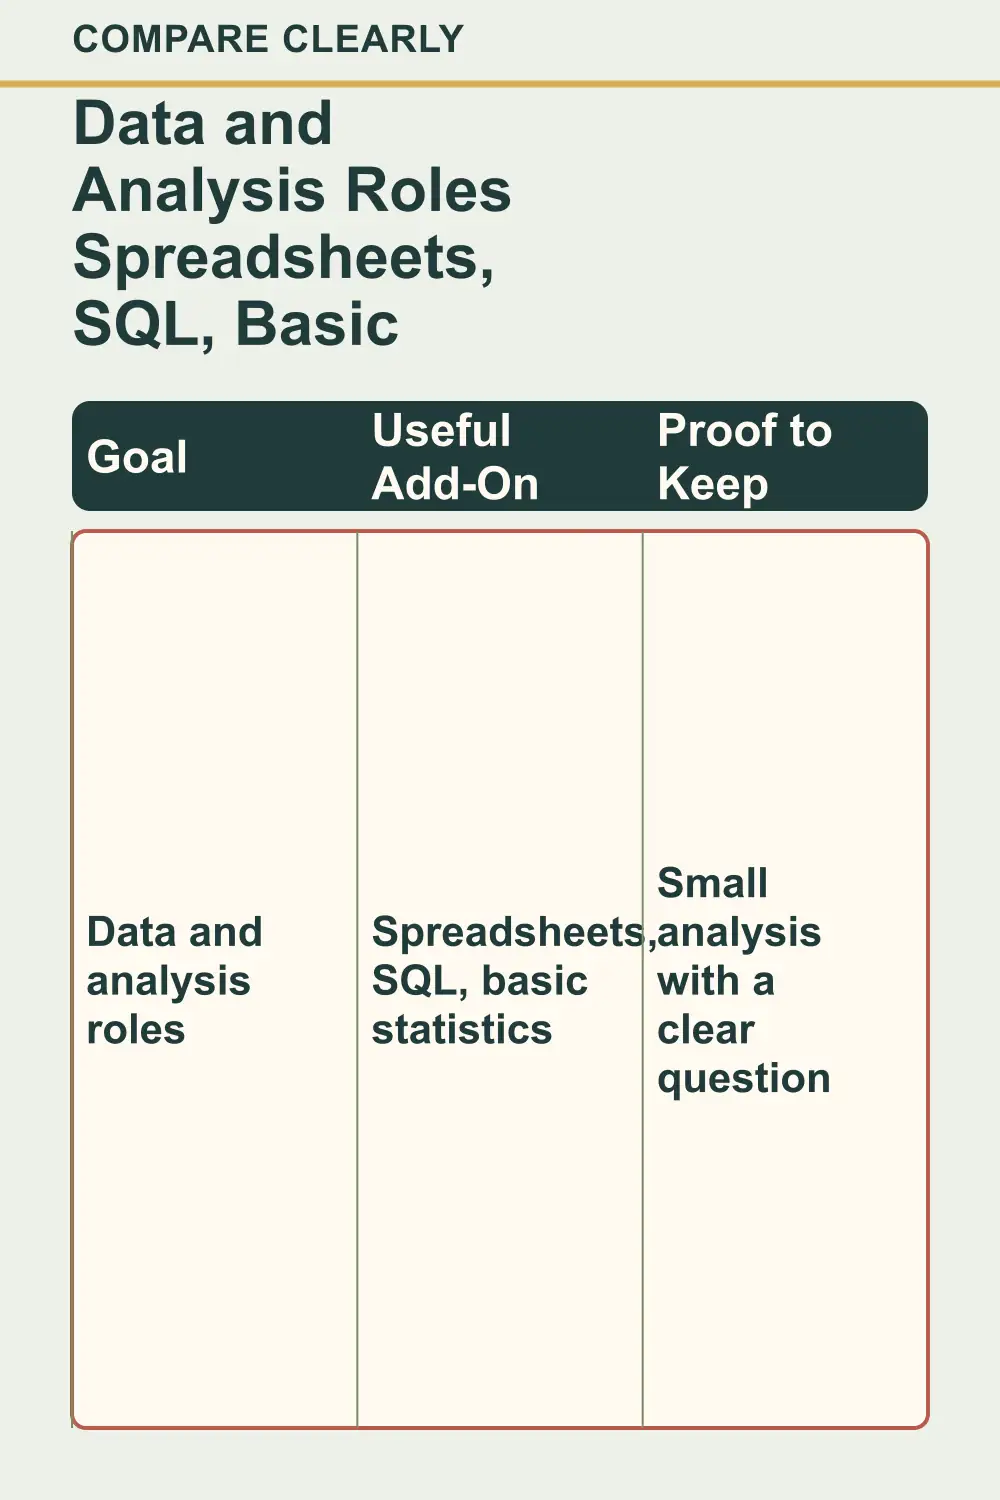 COMPARE CLEARLY
Data and
Analysis Roles
Spreadsheets,
SQL, Basic
Goal
Useful
Add-On
Proof to
Keep
Data and
analysis
roles
Spreadsheets,
SQL, basic
statistics
Small
analysis
with a
clear
question